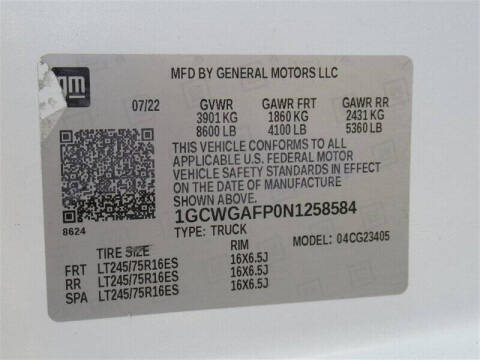 gm
MFD BY GENERAL MOTORS LLC
07/22 GVWR GAWR FRT GAWR RR
3901 KG 1860 KG 2431 KG
8600 LB 4100 LB 5360 LB
THIS VEHICLE CONFORMS TO ALL
APPLICABLE U.S. FEDERAL MOTOR
VEHICLE SAFETY STANDARDS IN EFFECT
ON THE DATE OF MANUFACTURE
SHOWN ABOVE.
8624 1GCWGAFP0N1258584
TYPE: TRUCK MODEL: 04CG23405
TIRE SIZE RIM
FRT LT245/75R16ES 16X6.5J
RR LT245/75R16ES 16X6.5J
SPA LT245/75R16ES 16X6.5J